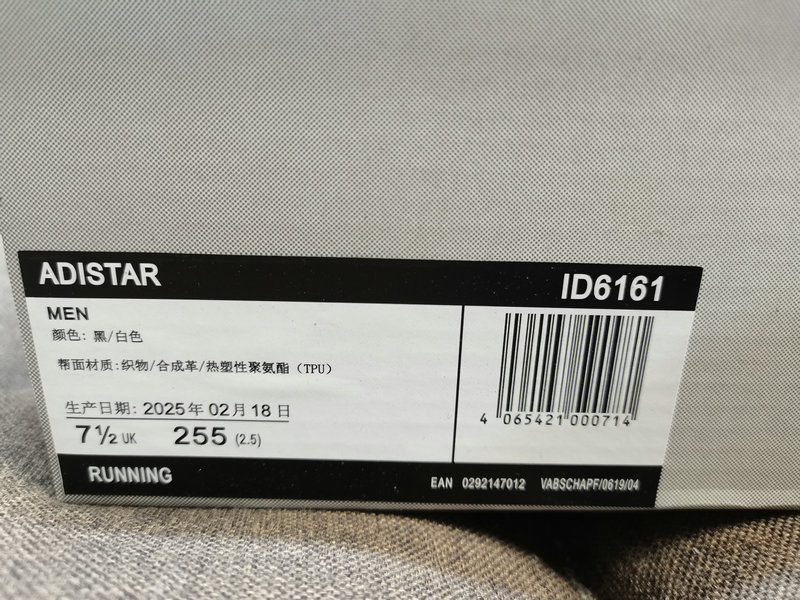 ADISTAR
ID6161
MEN
颜色: 黑/白色
帮面材质:织物/合成革/热塑性聚氨酯（TPU）
生产日期: 2025年02月18日
7½ UK 255 (2.5)
4 065421 000714
RUNNING
EAN 0292147012 VABSCHAPF/0619/04